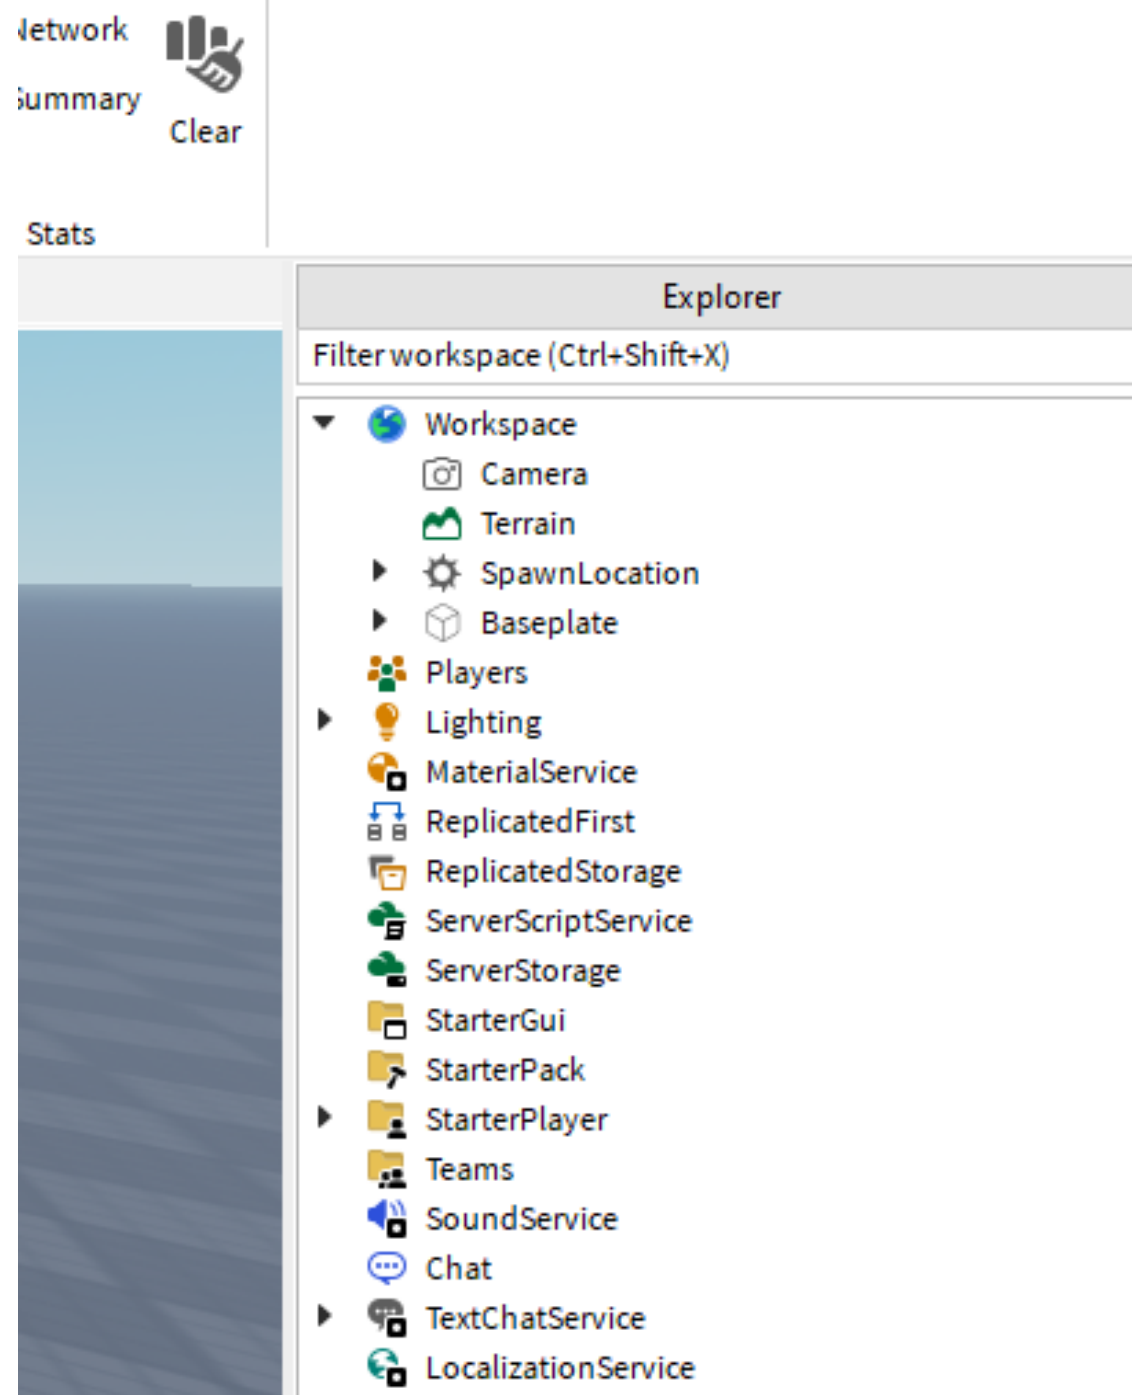 Network
Summary
Clear
Stats
Explorer
Filter workspace (Ctrl+Shift+X)
Workspace
Camera
Terrain
SpawnLocation
Baseplate
Players
Lighting
MaterialService
ReplicatedFirst
ReplicatedStorage
ServerScriptService
ServerStorage
StarterGui
StarterPack
StarterPlayer
Teams
SoundService
Chat
TextChatService
LocalizationService